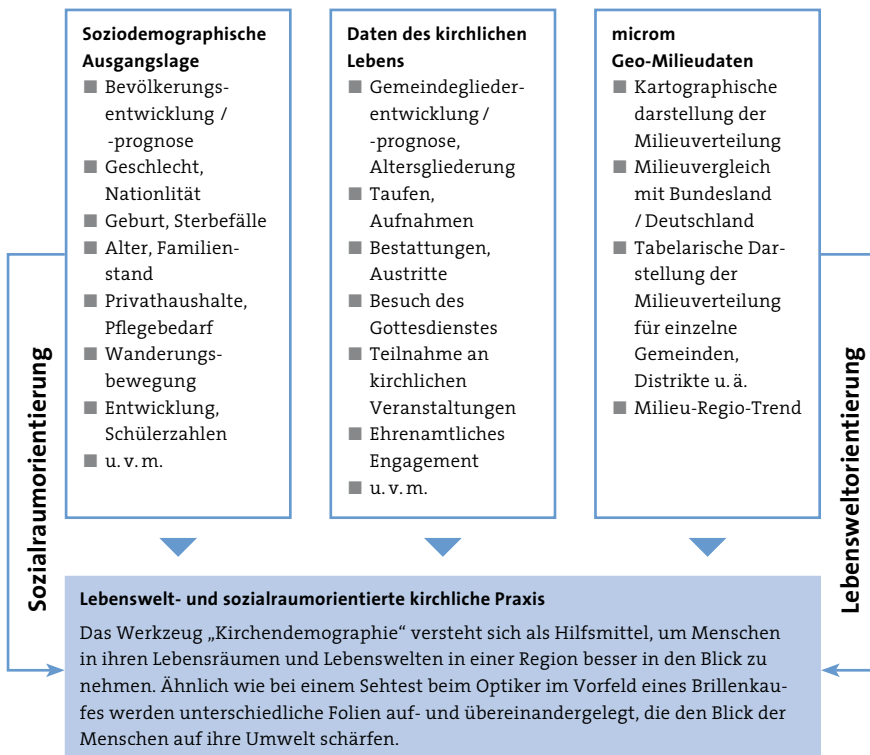 Soziodemographische
Ausgangslage
■ Bevölkerungs-
entwicklung /
-prognose
■ Geschlecht,
Nationlität
■ Geburt, Sterbefälle
■ Alter, Familien-
stand
■ Privathaushalte,
Pflegebedarf
■ Wanderungs-
bewegung
■ Entwicklung,
Schülerzahlen
■ u. v. m.
Daten des kirchlichen
Lebens
■ Gemeindeglieder-
entwicklung /
-prognose,
Altersgliederung
■ Taufen,
Aufnahmen
■ Bestattungen,
Austritte
■ Besuch des
Gottesdienstes
■ Teilnahme an
kirchlichen
Veranstaltungen
■ Ehrenamtliches
Engagement
■ u. v. m.
microm
Geo-Milieudaten
■ Kartographische
darstellung der
Milieuverteilung
■ Milieuvergleich
mit Bundesland
/ Deutschland
■ Tabelarische Dar-
stellung der
Milieuverteilung
für einzelne
Gemeinden,
Distrikte u. ä.
■ Milieu-Regio-Trend
Sozialraumorientierung
Lebensweltorientierung
Lebenswelt- und sozialraumorientierte kirchliche Praxis
Das Werkzeug „Kirchendemographie“ versteht sich als Hilfsmittel, um Menschen
in ihren Lebensräumen und Lebenswelten in einer Region besser in den Blick zu
nehmen. Ähnlich wie bei einem Sehtest beim Optiker im Vorfeld eines Brillenkau-
fes werden unterschiedliche Folien auf- und übereinandergelegt, die den Blick der
Menschen auf ihre Umwelt schärfen.